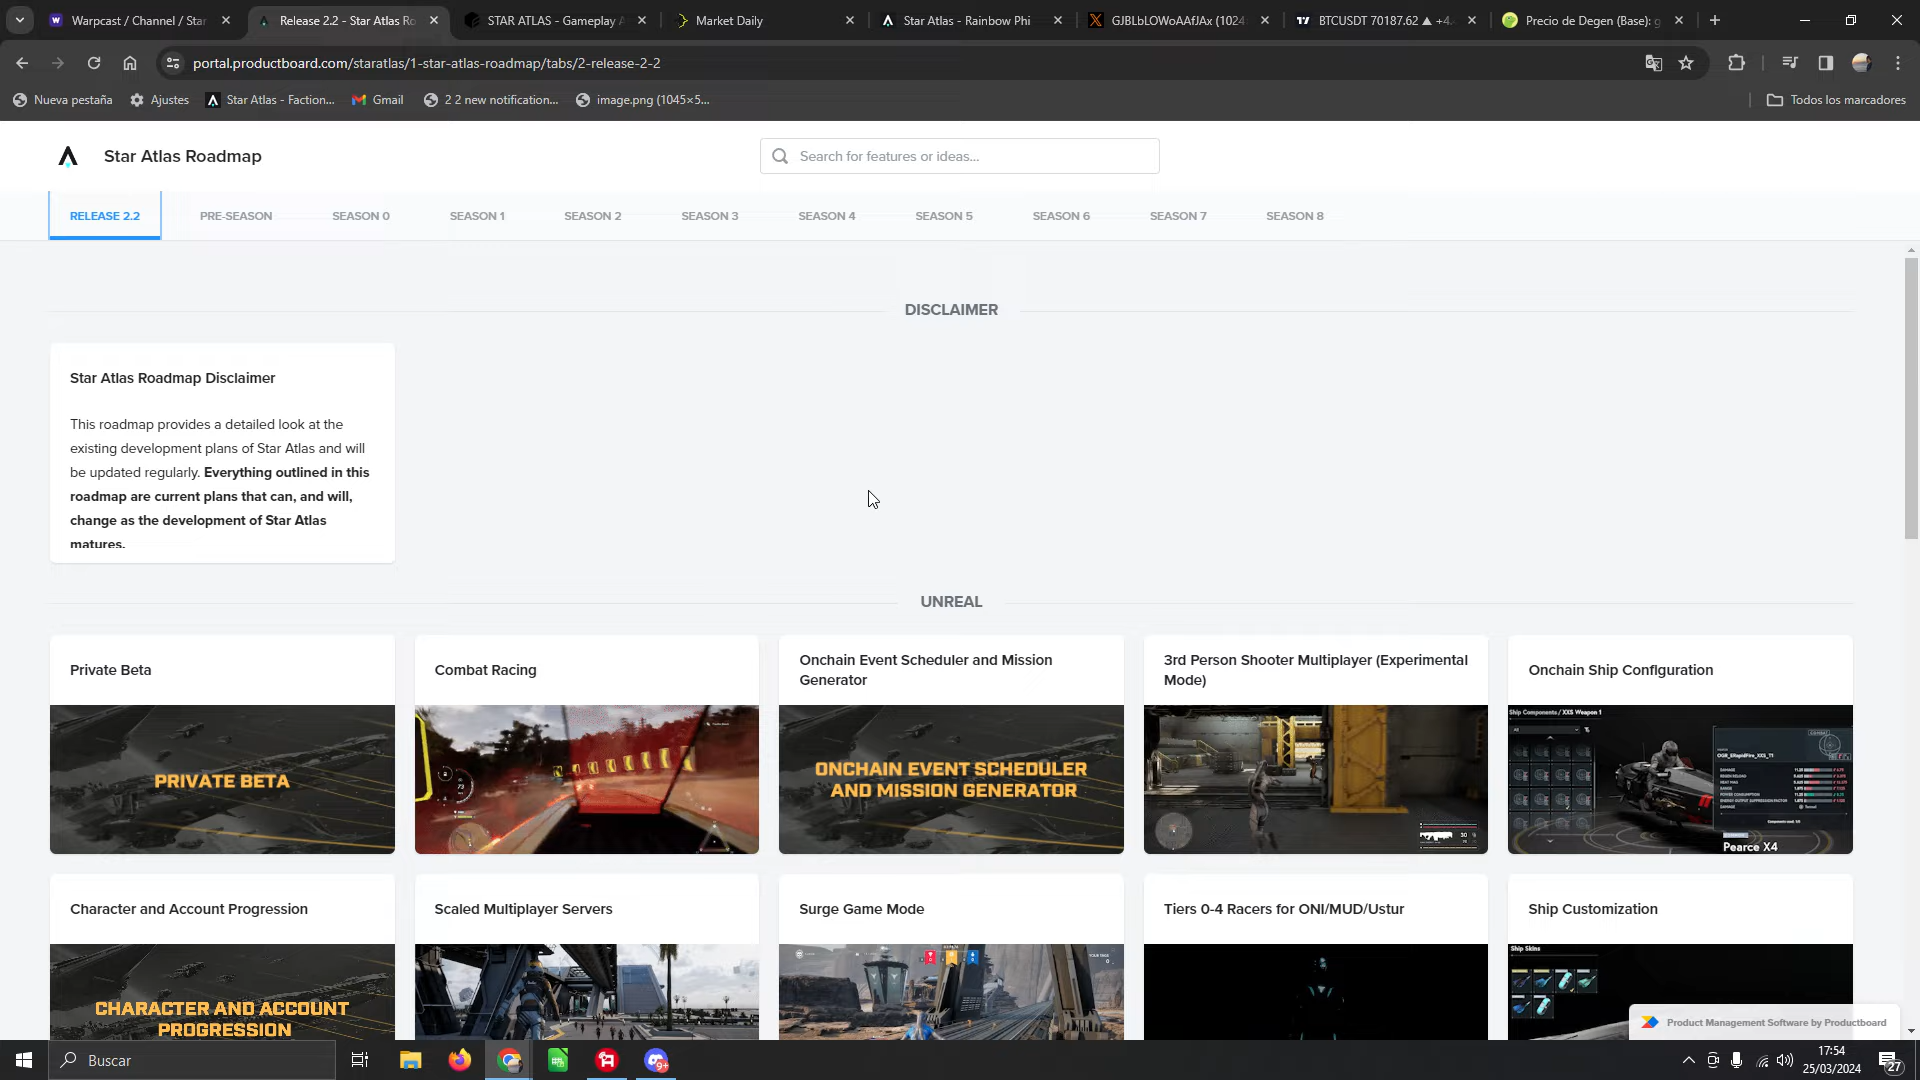 Warpcast / Channel / Star
Release 2.2 - Star Atlas Ro
STAR ATLAS - Gameplay A
Market Daily
Star Atlas - Rainbow Phi
GJBLbLOWoAAfJAx (1024
BTCUSDT 70187.62 ▲ +4.
Precio de Degen (Base): g
portal.productboard.com/staratlas/1-star-atlas-roadmap/tabs/2-release-2-2
Nueva pestaña
Ajustes
Star Atlas - Faction...
Gmail
2 2 new notification...
image.png (1045×5...
Todos los marcadores
Star Atlas Roadmap
Search for features or ideas...
RELEASE 2.2
PRE-SEASON
SEASON 0
SEASON 1
SEASON 2
SEASON 3
SEASON 4
SEASON 5
SEASON 6
SEASON 7
SEASON 8
DISCLAIMER
Star Atlas Roadmap Disclaimer
This roadmap provides a detailed look at the
existing development plans of Star Atlas and will
be updated regularly. Everything outlined in this
roadmap are current plans that can, and will,
change as the development of Star Atlas
matures.
UNREAL
Private Beta
Combat Racing
Onchain Event Scheduler and Mission
Generator
3rd Person Shooter Multiplayer (Experimental
Mode)
Onchain Ship Configuration
PRIVATE BETA
ONCHAIN EVENT SCHEDULER
AND MISSION GENERATOR
Ship Components / XXS Weapon 1
Pearce X4
Character and Account Progression
Scaled Multiplayer Servers
Surge Game Mode
Tiers 0-4 Racers for ONI/MUD/Ustur
Ship Customization
CHARACTER AND ACCOUNT
PROGRESSION
Ship Skins
Product Management Software by Productboard
Buscar
9+
17:54
25/03/2024
27